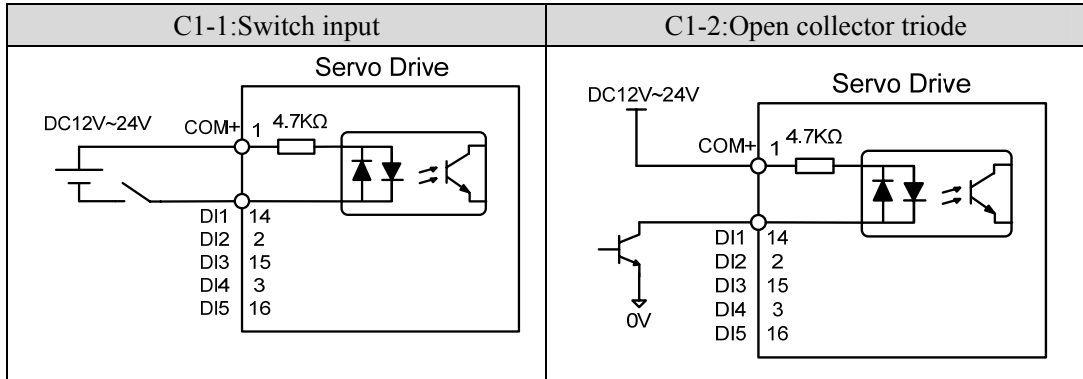 C1-1:Switch input
Servo Drive
DC12V~24V
COM+ 1 4.7KΩ
DI1 14
DI2 2
DI3 15
DI4 3
DI5 16
C1-2:Open collector triode
Servo Drive
DC12V~24V
COM+ 1 4.7KΩ
DI1 14
DI2 2
DI3 15
DI4 3
DI5 16
0V